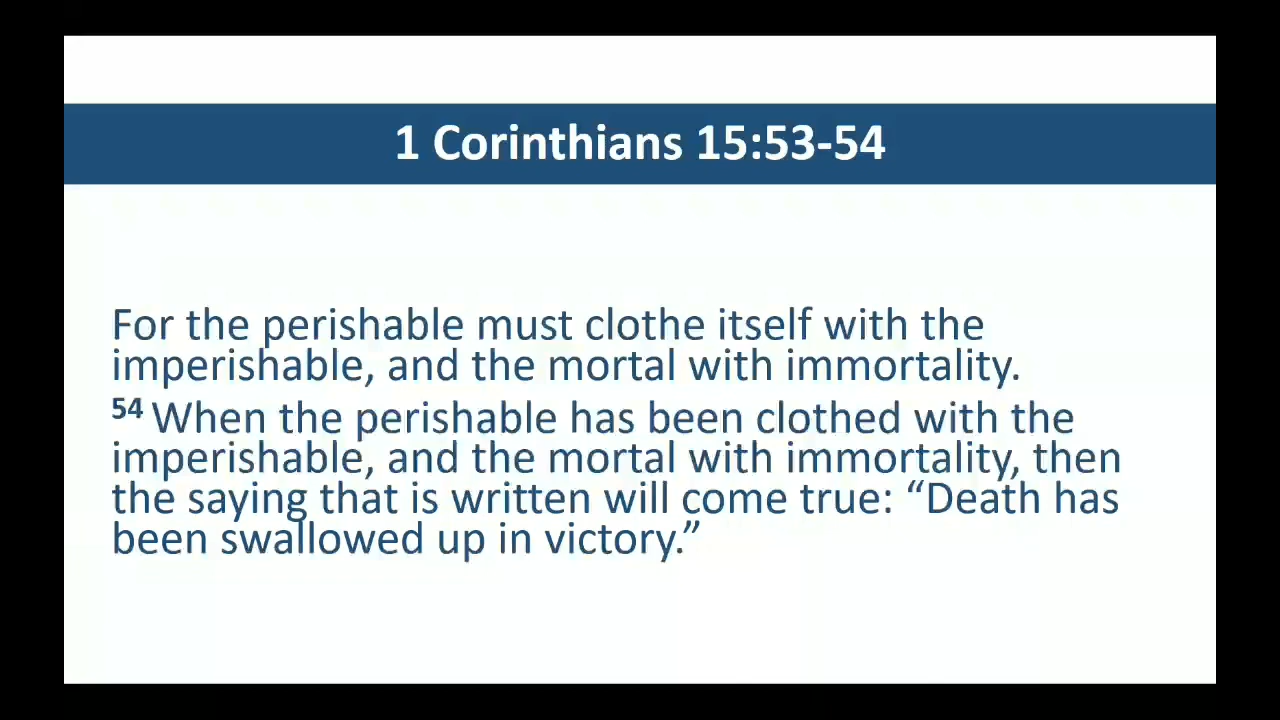 1 Corinthians 15:53-54
For the perishable must clothe itself with the
imperishable, and the mortal with immortality.
54 When the perishable has been clothed with the
imperishable, and the mortal with immortality, then
the saying that is written will come true: “Death has
been swallowed up in victory.”